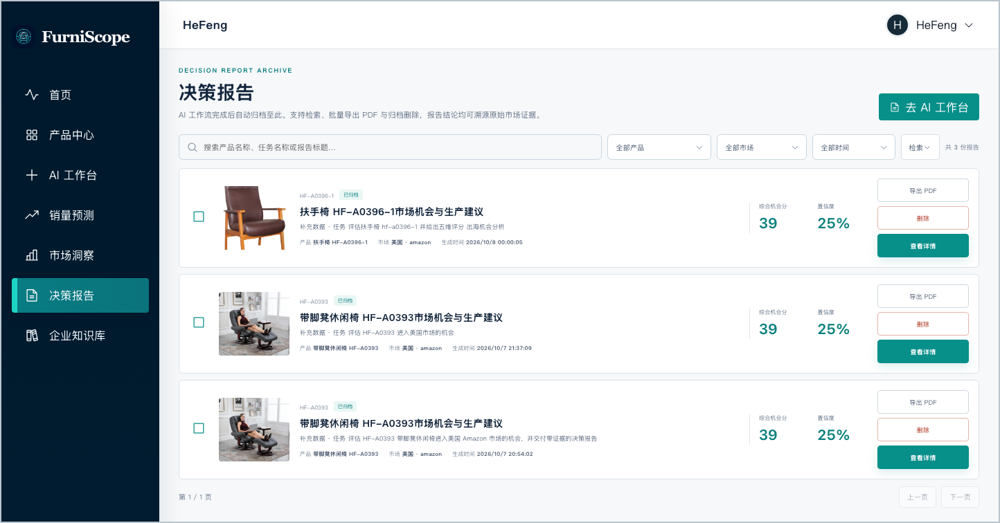 FurniScope
首页
产品中心
AI 工作台
销量预测
市场洞察
决策报告
企业知识库
HeFeng
H HeFeng
DECISION REPORT ARCHIVE
决策报告
AI 工作流完成后自动归档至此。支持检索、批量导出 PDF 与归档删除，报告结论均可溯源原始市场证据。
去 AI 工作台
搜索产品名称、任务名称或报告标题...
全部产品
全部市场
全部时间
检索
共 3 份报告
HF-A0396-1 已归档
扶手椅 HF-A0396-1市场机会与生产建议
补充数据 · 任务 评估扶手椅 hf-a0396-1 并给出五维评分 出海机会分析
产品 扶手椅 HF-A0396-1 市场 美国 · amazon 生成时间 2026/10/8 00:00:05
综合机会分
39
置信度
25%
导出 PDF
删除
查看详情
HF-A0393 已归档
带脚凳休闲椅 HF-A0393市场机会与生产建议
补充数据 · 任务 评估 HF-A0393 进入美国市场的机会
产品 带脚凳休闲椅 HF-A0393 市场 美国 · amazon 生成时间 2026/10/7 21:37:09
综合机会分
39
置信度
25%
导出 PDF
删除
查看详情
HF-A0393 已归档
带脚凳休闲椅 HF-A0393市场机会与生产建议
补充数据 · 任务 评估 HF-A0393 带脚凳休闲椅进入美国 Amazon 市场的机会，并交付带证据的决策报告
产品 带脚凳休闲椅 HF-A0393 市场 美国 · amazon 生成时间 2026/10/7 20:54:02
综合机会分
39
置信度
25%
导出 PDF
删除
查看详情
第 1 / 1 页
上一页
下一页